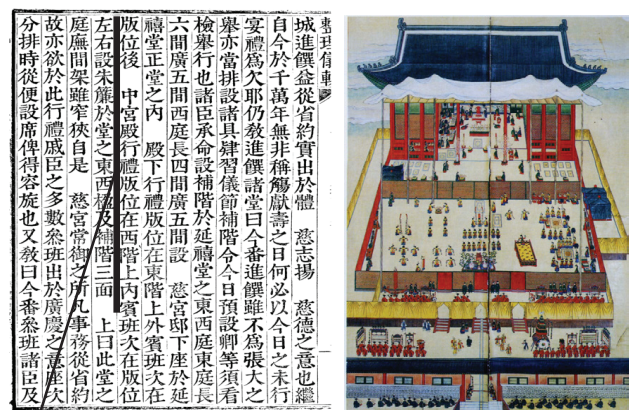 整理儀軌
城進饌益從省約實出於體 慈志揚 慈德之意也繼
自今於千萬年無非稱觴獻壽之日何必以今日之未行
宴禮為欠耶仍敎進饌諸堂曰今番進饌雖不為張大之
舉亦當排設諸具肄習儀節補階令今日預設卿等須看
檢舉行也諸臣承命設補階於延禧堂之東西庭東庭長
六間廣五間西庭長四間廣五間設 慈宮邸下座於延
禧堂正堂之內 殿下行禮版位在東階上外賓班次在
版位後 中宮殿行禮版位在西階上內賓班次在版位
左右設朱簾於堂之東西楹及補階三面 上曰此堂之
庭廡間架雖窄狹自是 慈宮常御之所凡事務從省約
故亦欲於此行禮戚臣之多數叅班出於廣慶之意座次
分排時從便設席俾得容旋也又敎曰今番叅班諸臣及